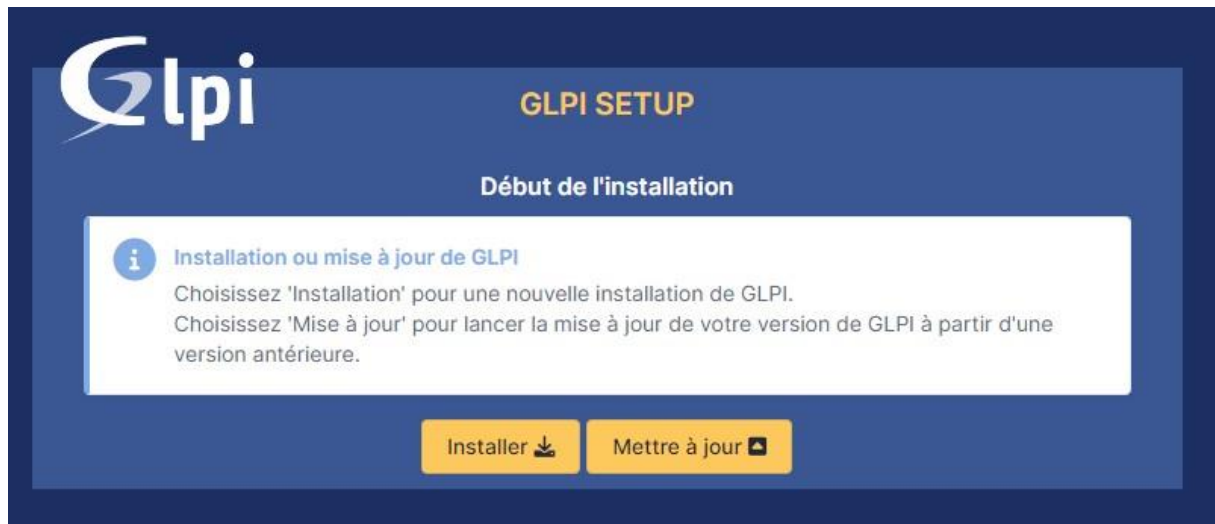 Glpi
GLPI SETUP
Début de l'installation
Installation ou mise à jour de GLPI
Choisissez 'Installation' pour une nouvelle installation de GLPI.
Choisissez 'Mise à jour' pour lancer la mise à jour de votre version de GLPI à partir d'une
version antérieure.
Installer
Mettre à jour